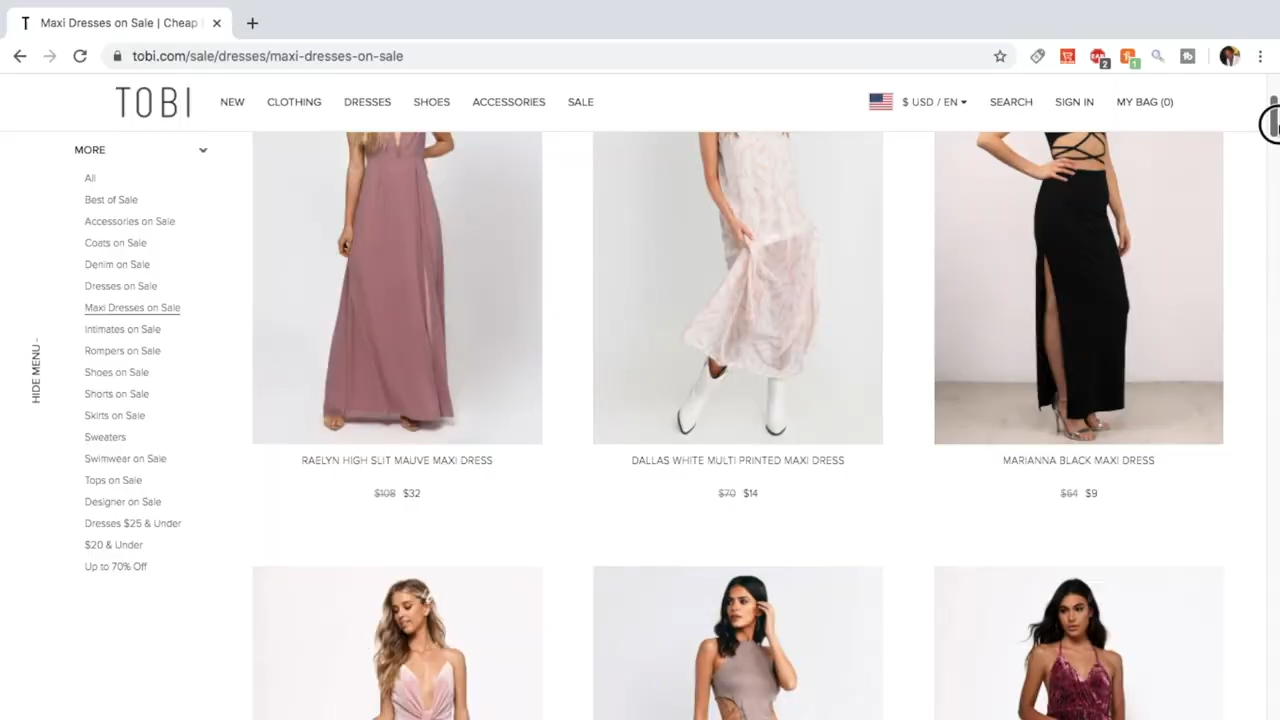 Maxi Dresses on Sale | Cheap
tobi.com/sale/dresses/maxi-dresses-on-sale
2
1
TOBI
NEW
CLOTHING
DRESSES
SHOES
ACCESSORIES
SALE
$ USD / EN
SEARCH
SIGN IN
MY BAG (0)
MORE
All
Best of Sale
Accessories on Sale
Coats on Sale
Denim on Sale
Dresses on Sale
Maxi Dresses on Sale
Intimates on Sale
Rompers on Sale
Shoes on Sale
Shorts on Sale
Skirts on Sale
Sweaters
Swimwear on Sale
Tops on Sale
Designer on Sale
Dresses $25 & Under
$20 & Under
Up to 70% Off
HIDE MENU -
RAELYN HIGH SLIT MAUVE MAXI DRESS
$108 $32
DALLAS WHITE MULTI PRINTED MAXI DRESS
$70 $14
MARIANNA BLACK MAXI DRESS
$64 $9